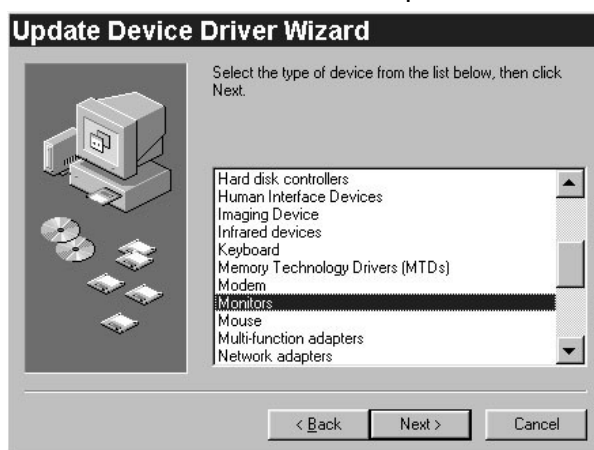 Update Device Driver Wizard
Select the type of device from the list below, then click
Next.
Hard disk controllers
Human Interface Devices
Imaging Device
Infrared devices
Keyboard
Memory Technology Drivers (MTDs)
Modem
Monitors
Mouse
Multi-function adapters
Network adapters
< Back Next > Cancel